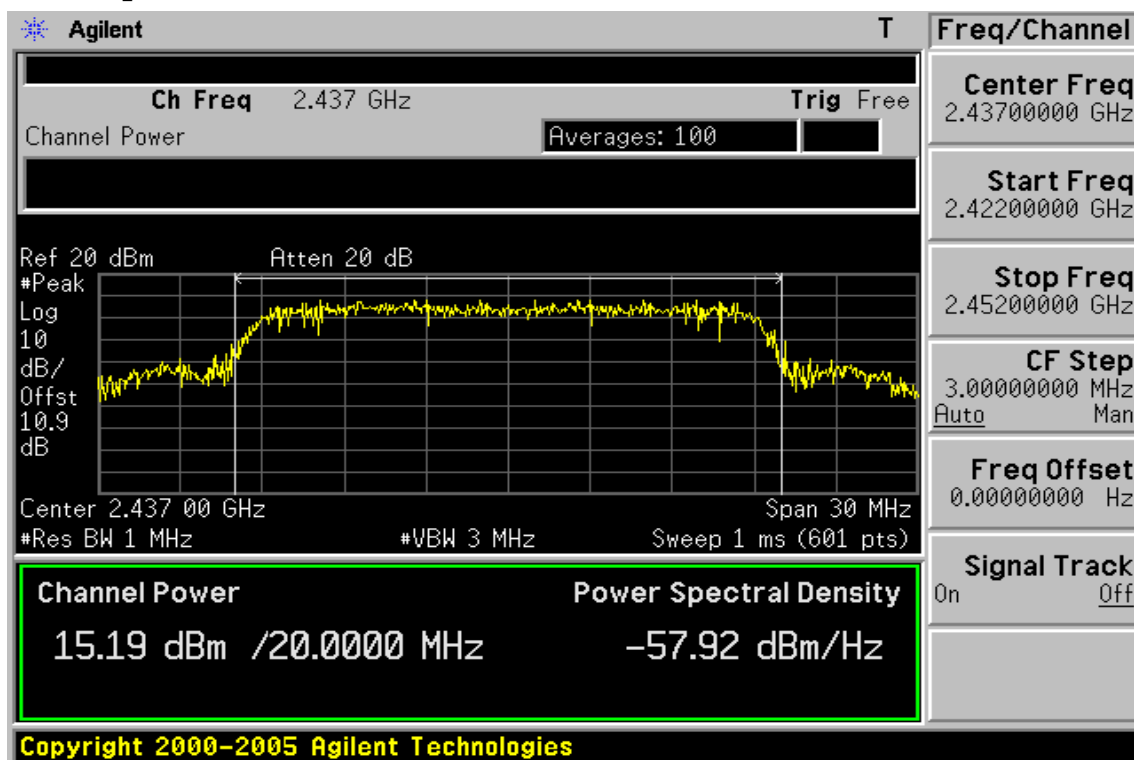 Agilent T Freq/Channel
Ch Freq 2.437 GHz Trig Free
Channel Power Averages: 100
Ref 20 dBm Atten 20 dB
#Peak
Log
10
dB/
Offst
10.9
dB
Center 2.437 00 GHz Span 30 MHz
#Res BW 1 MHz #VBW 3 MHz Sweep 1 ms (601 pts)
Channel Power Power Spectral Density
15.19 dBm /20.0000 MHz -57.92 dBm/Hz
Center Freq
2.43700000 GHz
Start Freq
2.42200000 GHz
Stop Freq
2.45200000 GHz
CF Step
3.00000000 MHz
Auto Man
Freq Offset
0.00000000 Hz
Signal Track
On Off
Copyright 2000-2005 Agilent Technologies